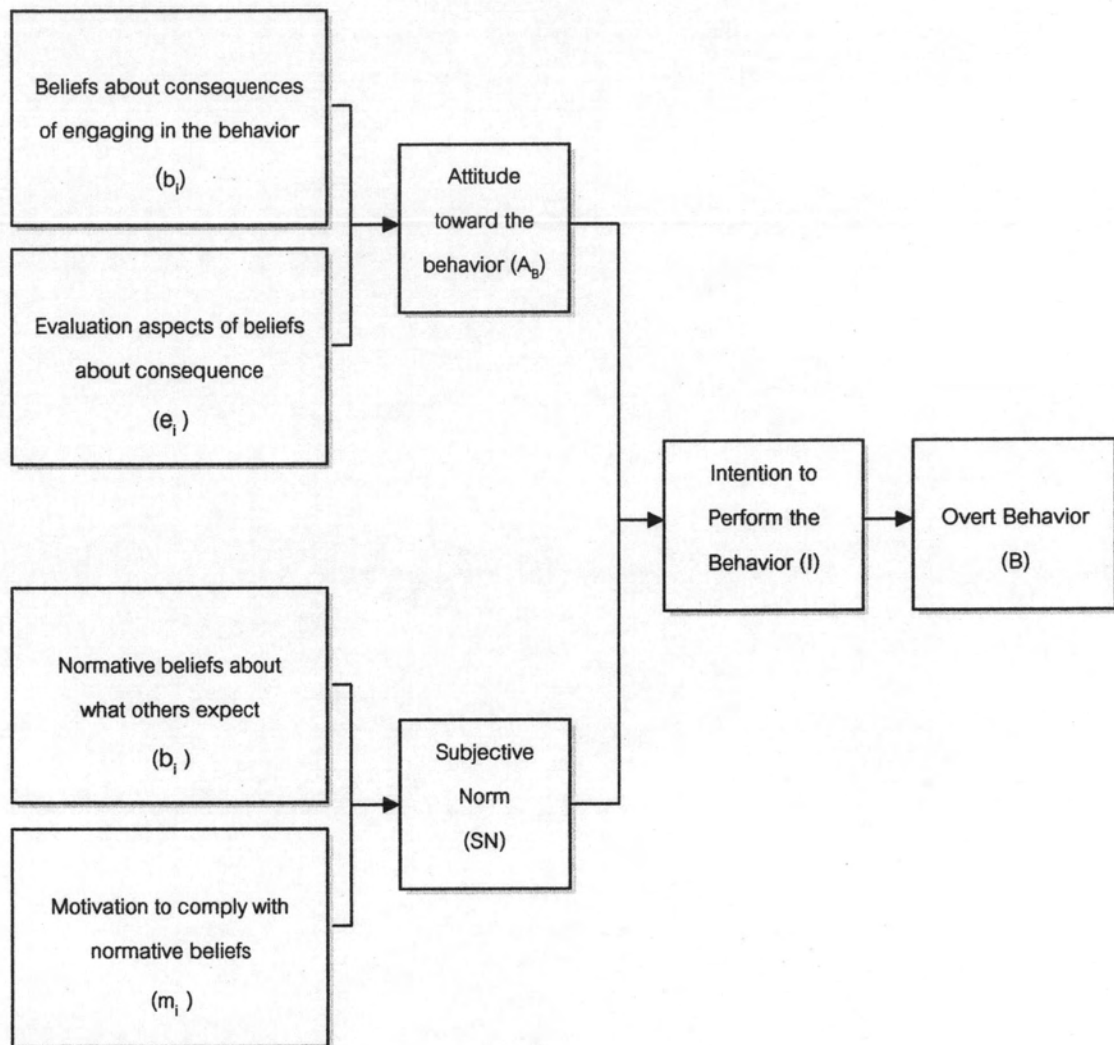 Beliefs about consequences
of engaging in the behavior
(bᵢ)
Evaluation aspects of beliefs
about consequence
(eᵢ)
Attitude
toward the
behavior (A_B)
Normative beliefs about
what others expect
(bᵢ)
Motivation to comply with
normative beliefs
(mᵢ)
Subjective
Norm
(SN)
Intention to
Perform the
Behavior (I)
Overt Behavior
(B)